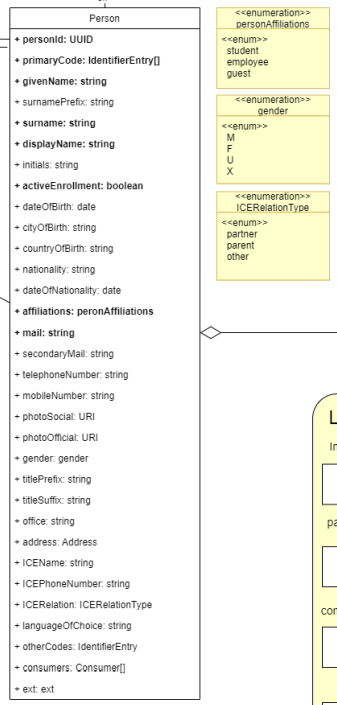 Person
+ personId: UUID
+ primaryCode: IdentifierEntry[]
+ givenName: string
+ surnamePrefix: string
+ surname: string
+ displayName: string
+ initials: string
+ activeEnrollment: boolean
+ dateOfBirth: date
+ cityOfBirth: string
+ countryOfBirth: string
+ nationality: string
+ dateOfNationality: date
+ affiliations: peronAffiliations
+ mail: string
+ secondaryMail: string
+ telephoneNumber: string
+ mobileNumber: string
+ photoSocial: URI
+ photoOfficial: URI
+ gender: gender
+ titlePrefix: string
+ titleSuffix: string
+ office: string
+ address: Address
+ ICEName: string
+ ICEPhoneNumber: string
+ ICERelation: ICERelationType
+ languageOfChoice: string
+ otherCodes: IdentifierEntry
+ consumers: Consumer[]
+ ext: ext
<<enumeration>>
personAffiliations
<<enum>>
student
employee
guest
<<enumeration>>
gender
<<enum>>
M
F
U
X
<<enumeration>>
ICERelationType
<<enum>>
partner
parent
other